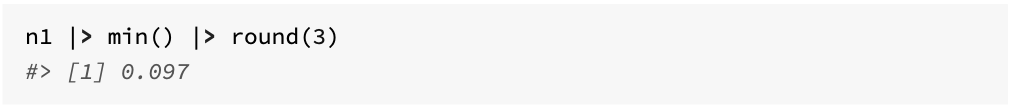 n1 |> min() |> round(3)
#> [1] 0.097